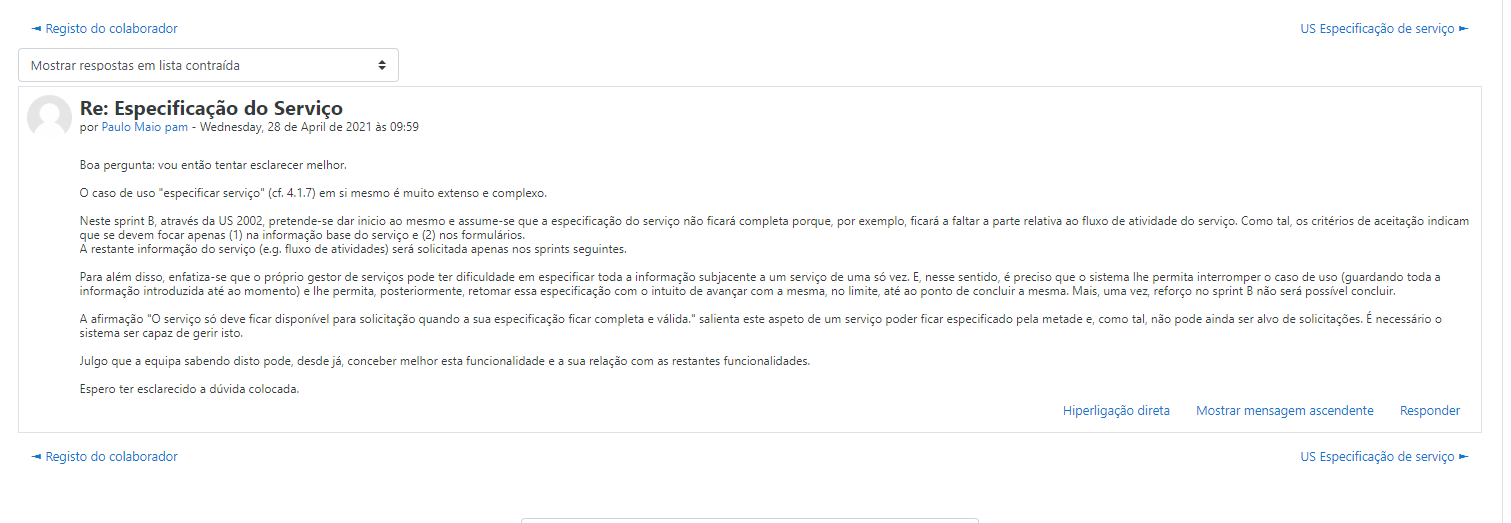 ◄ Registo do colaborador
US Especificação de serviço ►
Mostrar respostas em lista contraída
Re: Especificação do Serviço
por Paulo Maio pam - Wednesday, 28 de April de 2021 às 09:59
Boa pergunta: vou então tentar esclarecer melhor.
O caso de uso "especificar serviço" (cf. 4.1.7) em si mesmo é muito extenso e complexo.
Neste sprint B, através da US 2002, pretende-se dar inicio ao mesmo e assume-se que a especificação do serviço não ficará completa porque, por exemplo, ficará a faltar a parte relativa ao fluxo de atividade do serviço. Como tal, os critérios de aceitação indicam
que se devem focar apenas (1) na informação base do serviço e (2) nos formulários.
A restante informação do serviço (e.g. fluxo de atividades) será solicitada apenas nos sprints seguintes.
Para além disso, enfatiza-se que o próprio gestor de serviços pode ter dificuldade em especificar toda a informação subjacente a um serviço de uma só vez. E, nesse sentido, é preciso que o sistema lhe permita interromper o caso de uso (guardando toda a
informação introduzida até ao momento) e lhe permita, posteriormente, retomar essa especificação com o intuito de avançar com a mesma, no limite, até ao ponto de concluir a mesma. Mais, uma vez, reforço no sprint B não será possível concluir.
A afirmação "O serviço só deve ficar disponível para solicitação quando a sua especificação ficar completa e válida." salienta este aspeto de um serviço poder ficar especificado pela metade e, como tal, não pode ainda ser alvo de solicitações. É necessário o
sistema ser capaz de gerir isto.
Julgo que a equipa sabendo disto pode, desde já, conceber melhor esta funcionalidade e a sua relação com as restantes funcionalidades.
Espero ter esclarecido a dúvida colocada.
Hiperligação direta
Mostrar mensagem ascendente
Responder
◄ Registo do colaborador
US Especificação de serviço ►